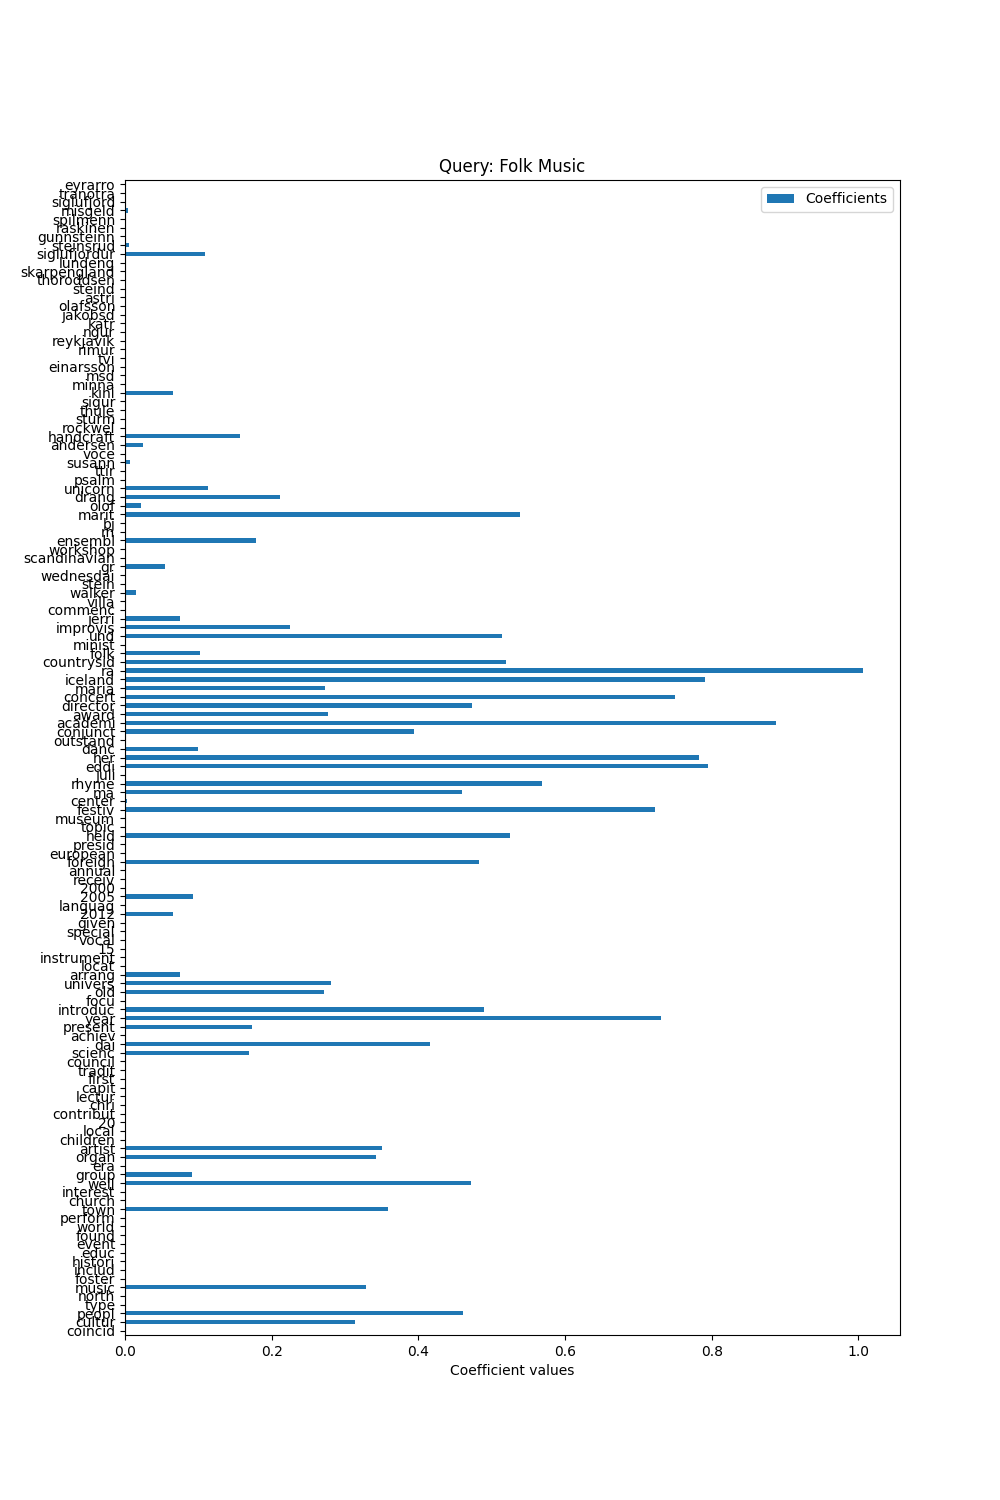 Query: Folk Music
Coefficients
eyrarro
tranotra
siglufjord
misgeld
spilmenn
raskinen
gunnsteinn
steinsrud
siglufjordur
lundeng
skarpengland
thoroddsen
steind
astri
olafsson
jakobsd
katr
ngur
reykjavik
rimur
tvi
einarsson
msd
minna
kihl
sigur
thule
sturm
rockwel
handcraft
andersen
voce
susann
ttir
psalm
unicorn
drang
olof
marit
bj
rn
ensembl
workshop
scandinavian
gr
wednesdai
stein
walker
villa
commenc
jerri
improvis
und
minist
folk
countrysid
ra
iceland
maria
concert
director
award
academi
conjunct
outstand
danc
her
eddi
juli
rhyme
ma
center
festiv
museum
topic
held
presid
european
foreign
annual
receiv
2000
2005
languag
2012
given
special
vocal
15
instrument
locat
arrang
univers
old
focu
introduc
year
present
achiev
dai
scienc
council
tradit
first
capit
lectur
chri
contribut
20
local
children
artist
organ
era
group
well
interest
church
town
perform
world
found
event
educ
histori
includ
foster
music
north
type
peopl
cultur
coincid
0.0 0.2 0.4 0.6 0.8 1.0
Coefficient values